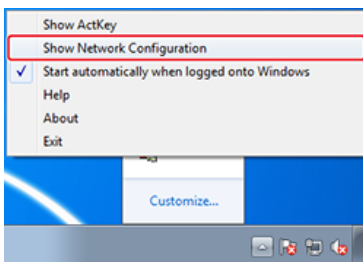 Show ActKey
Show Network Configuration
Start automatically when logged onto Windows
Help
About
Exit
Customize...